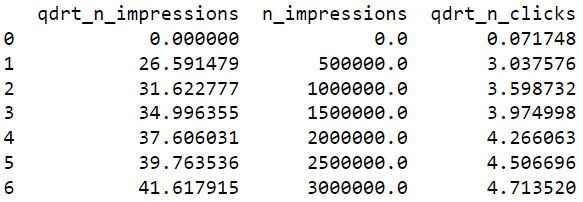 qdrt_n_impressions n_impressions qdrt_n_clicks
0 0.000000 0.0 0.071748
1 26.591479 500000.0 3.037576
2 31.622777 1000000.0 3.598732
3 34.996355 1500000.0 3.974998
4 37.606031 2000000.0 4.266063
5 39.763536 2500000.0 4.506696
6 41.617915 3000000.0 4.713520